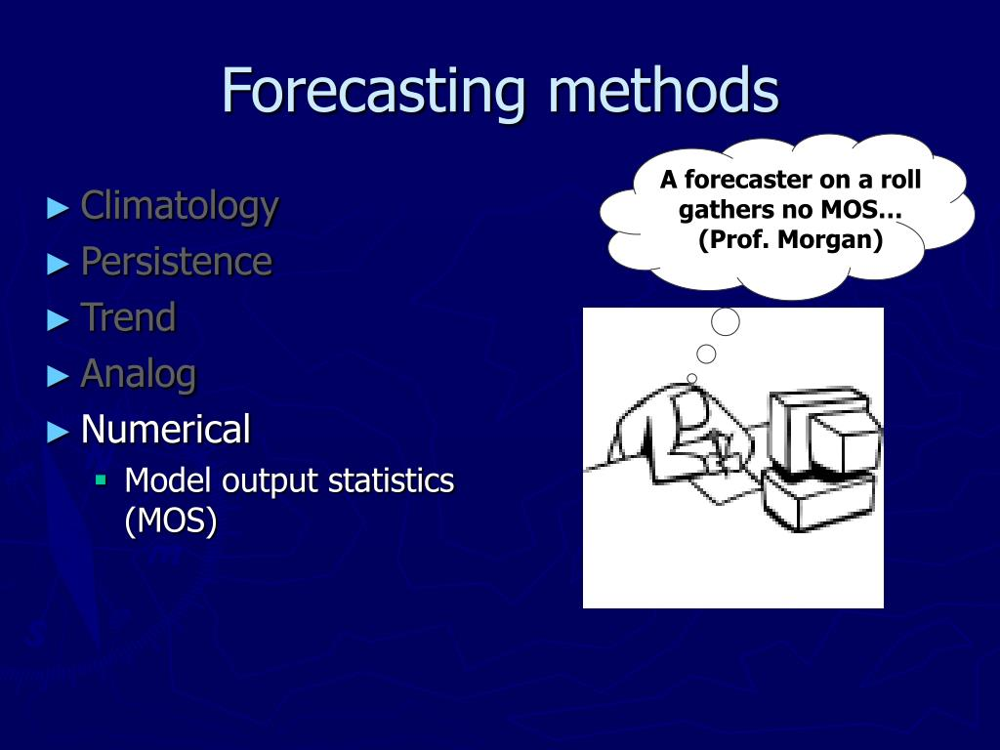 Forecasting methods
A forecaster on a roll
gathers no MOS…
(Prof. Morgan)
Climatology
Persistence
Trend
Analog
Numerical
Model output statistics
(MOS)
m
s